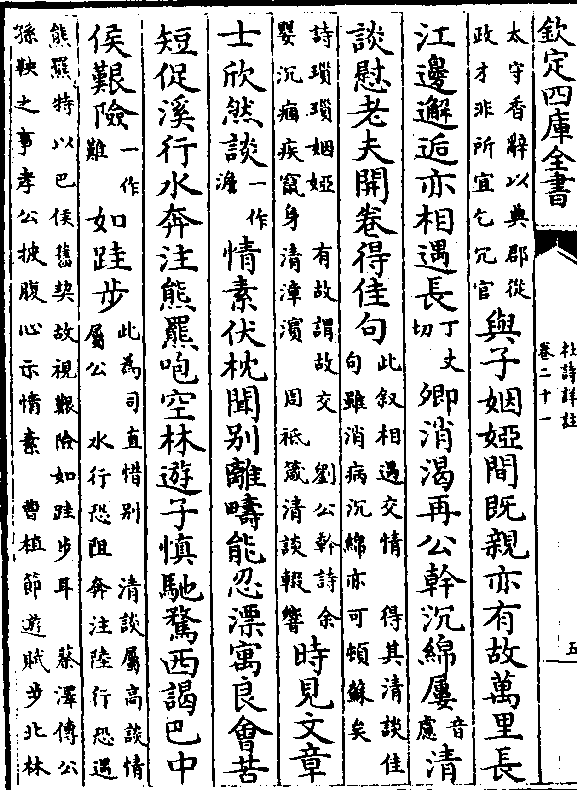 欽定四庫全書
杜詩詳註
卷二十一
五
太守香辭以典郡從
政才非所宜乞冗官
與子姻婭間既親亦有故萬里長
江邊邂逅亦相遇長丁丈切卿消渴再公幹沉綿屢音慮清
談慰老夫開卷得佳句
此叙相遇交情 得其清談佳
句雖消病沉綿亦可頓蘇矣
詩瑣瑣姻婭 有故謂故交 劉公幹詩余
嬰沉痼疾竄身清漳濱 周祗箴清談輟響
時見文章
士欣然談一作澹情素伏枕聞别離疇能忍漂寓良會苦
短促溪行水奔注熊羆咆空林遊子慎馳騖西謁巴中
侯艱險一作難如跬步
此為司直惜别 清談屬高談情
屬公 水行恐阻奔注陸行恐遇
熊羆特以巴侯舊契故視艱險如跬步耳 蔡澤傳公
孫鞅之事孝公披腹心示情素 曹植節遊賦步北林